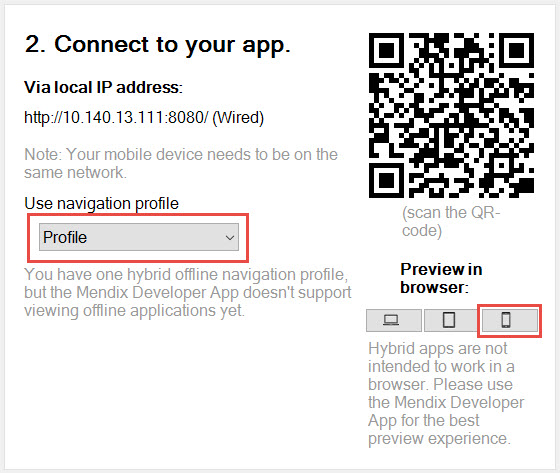 2. Connect to your app.
Via local IP address:
http://10.140.13.111:8080/ (Wired)
Note: Your mobile device needs to be on the
same network.
Use navigation profile
Profile
You have one hybrid offline navigation profile,
but the Mendix Developer App doesn't support
viewing offline applications yet.
(scan the QR-
code)
Preview in
browser:
Hybrid apps are not
intended to work in a
browser. Please use
the Mendix Developer
App for the best
preview experience.